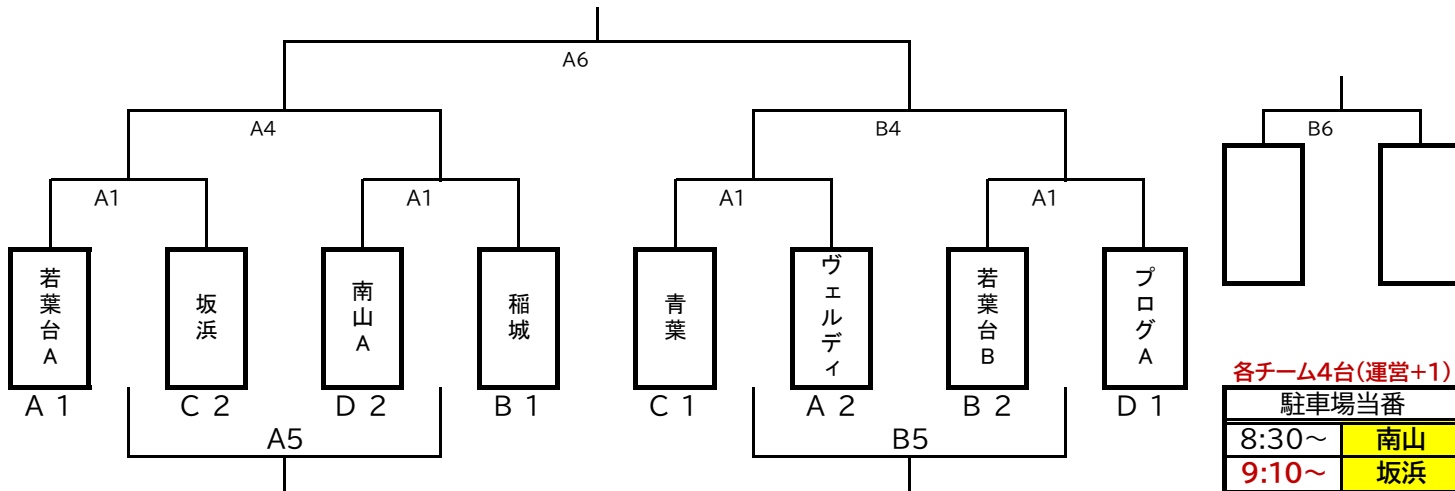 A6
A4
B4
B6
A1
A1
A1
A1
若葉台A
坂浜
南山A
稲城
青葉
ヴェルディ
若葉台B
プログA
A 1
C 2
D 2
B 1
C 1
A 2
B 2
D 1
A5
B5
各チーム4台(運営+1)
駐車場当番
8:30～ 南山
9:10～ 坂浜